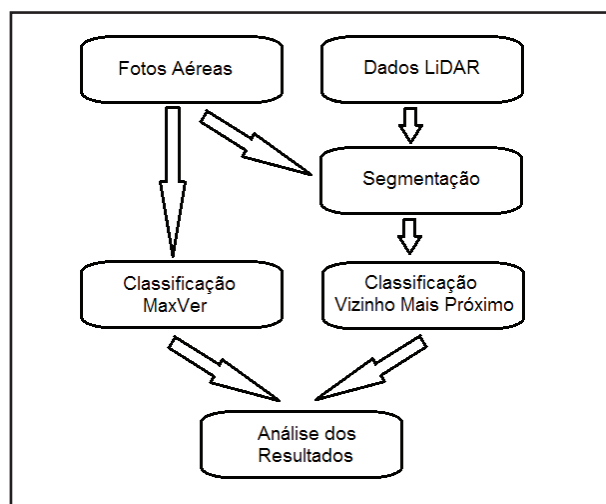 Fotos Aéreas
Dados LiDAR
Segmentação
Classificação
MaxVer
Classificação
Vizinho Mais Próximo
Análise dos
Resultados